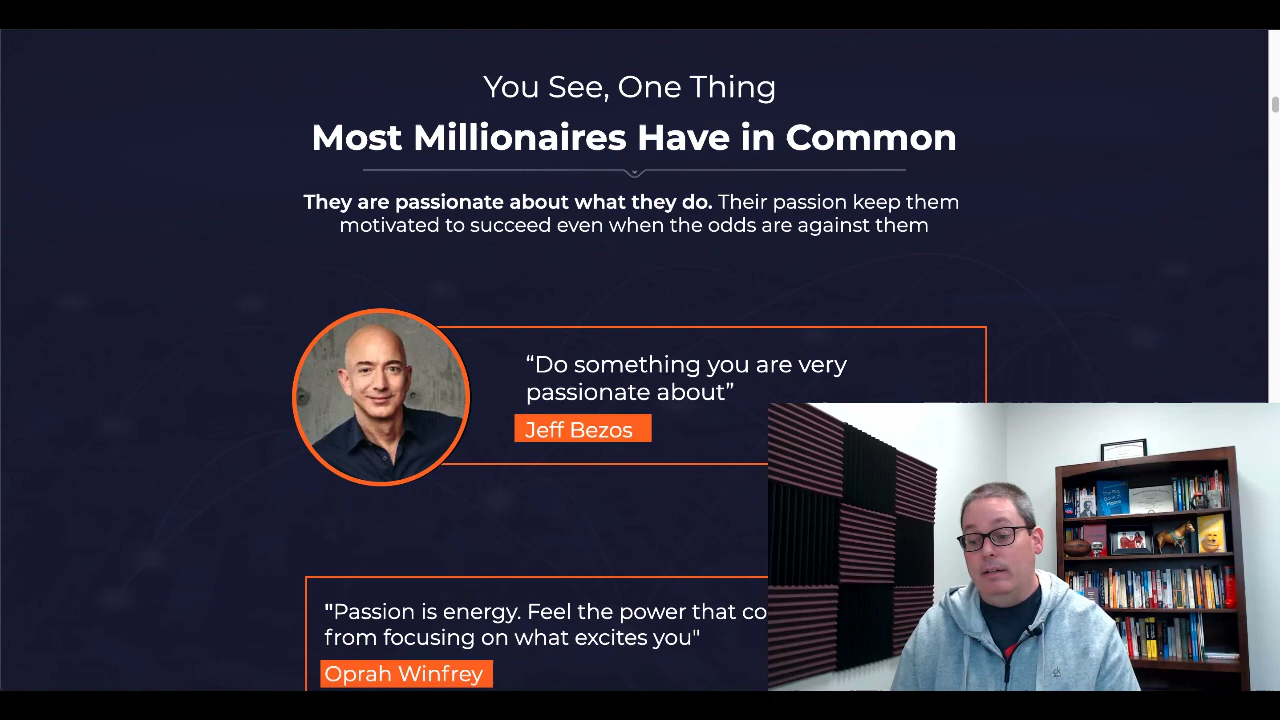 You See, One Thing
Most Millionaires Have in Common
They are passionate about what they do. Their passion keep them
motivated to succeed even when the odds are against them
“Do something you are very
passionate about”
Jeff Bezos
"Passion is energy. Feel the power that co
from focusing on what excites you"
Oprah Winfrey